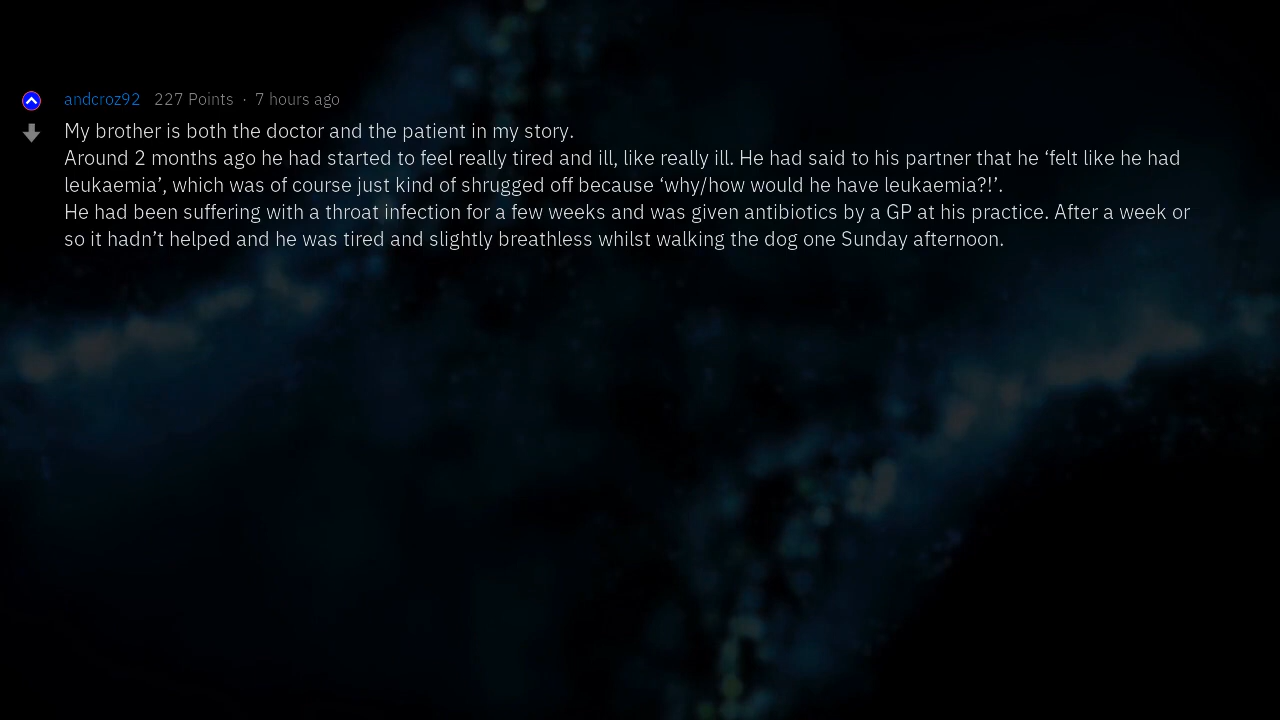 andcroz92 227 Points · 7 hours ago
My brother is both the doctor and the patient in my story.
Around 2 months ago he had started to feel really tired and ill, like really ill. He had said to his partner that he ‘felt like he had
leukaemia’, which was of course just kind of shrugged off because ‘why/how would he have leukaemia?!’.
He had been suffering with a throat infection for a few weeks and was given antibiotics by a GP at his practice. After a week or
so it hadn’t helped and he was tired and slightly breathless whilst walking the dog one Sunday afternoon.